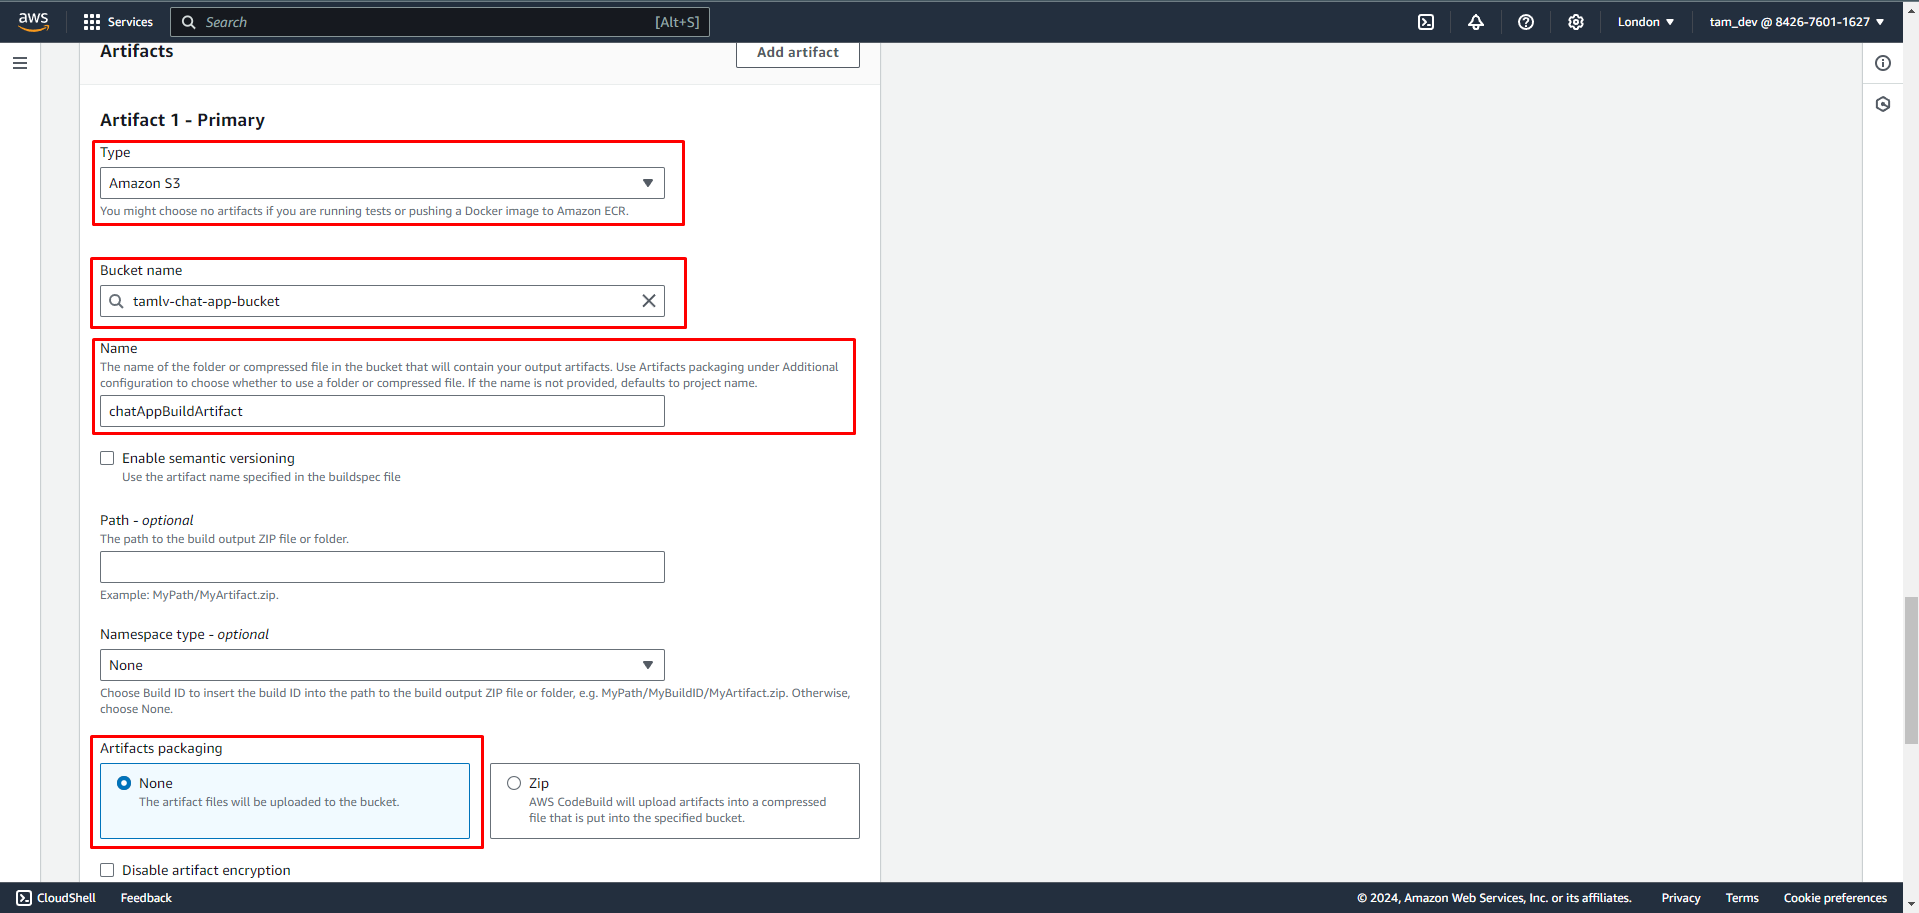 aws
Services
Search
[Alt+S]
London
tam_dev @ 8426-7601-1627
Artifacts
Add artifact
Artifact 1 - Primary
Type
Amazon S3
You might choose no artifacts if you are running tests or pushing a Docker image to Amazon ECR.
Bucket name
tamlv-chat-app-bucket
Name
The name of the folder or compressed file in the bucket that will contain your output artifacts. Use Artifacts packaging under Additional
configuration to choose whether to use a folder or compressed file. If the name is not provided, defaults to project name.
chatAppBuildArtifact
Enable semantic versioning
Use the artifact name specified in the buildspec file
Path - optional
The path to the build output ZIP file or folder.
Example: MyPath/MyArtifact.zip.
Namespace type - optional
None
Choose Build ID to insert the build ID into the path to the build output ZIP file or folder, e.g. MyPath/MyBuildID/MyArtifact.zip. Otherwise,
choose None.
Artifacts packaging
None
The artifact files will be uploaded to the bucket.
Zip
AWS CodeBuild will upload artifacts into a compressed
file that is put into the specified bucket.
Disable artifact encryption
CloudShell
Feedback
© 2024, Amazon Web Services, Inc. or its affiliates.
Privacy
Terms
Cookie preferences